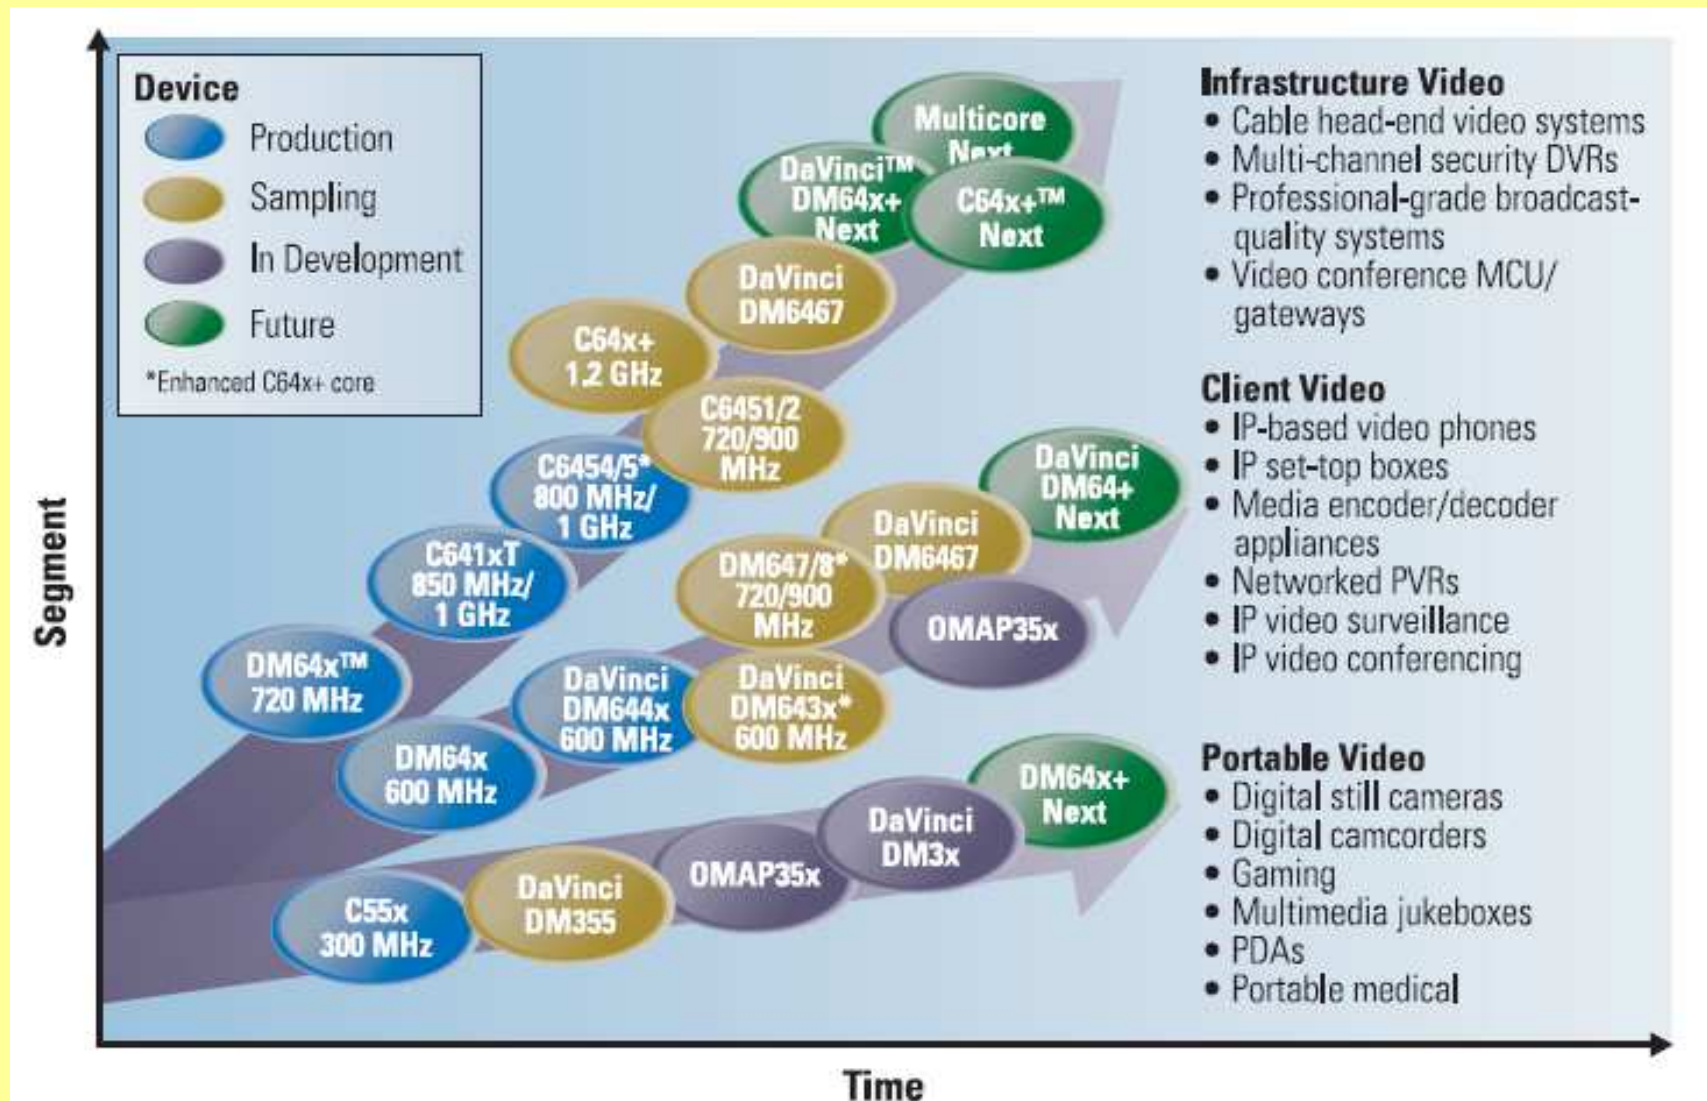 Device
Production
Sampling
In Development
Future
*Enhanced C64x+ core
Multicore
Next
DaVinci™
DM64x+
Next
C64x+™
Next
DaVinci
DM6467
C64x+
1.2 GHz
C6451/2
720/900
MHz
C6454/5*
800 MHz/
1 GHz
C641xT
850 MHz/
1 GHz
DM64x™
720 MHz
DaVinci
DM64+
Next
DaVinci
DM6467
DM647/8*
720/900
MHz
OMAP35x
DaVinci
DM644x
600 MHz
DaVinci
DM643x*
600 MHz
DM64x
600 MHz
DM64x+
Next
DaVinci
DM3x
OMAP35x
DaVinci
DM355
C55x
300 MHz
Infrastructure Video
• Cable head-end video systems
• Multi-channel security DVRs
• Professional-grade broadcast-
quality systems
• Video conference MCU/
gateways
Client Video
• IP-based video phones
• IP set-top boxes
• Media encoder/decoder
appliances
• Networked PVRs
• IP video surveillance
• IP video conferencing
Portable Video
• Digital still cameras
• Digital camcorders
• Gaming
• Multimedia jukeboxes
• PDAs
• Portable medical
Segment
Time